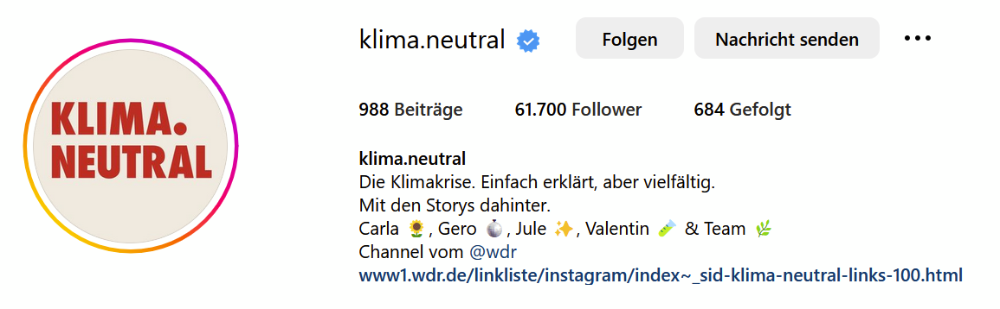 KLIMA.
NEUTRAL
klima.neutral Folgen Nachricht senden
988 Beiträge 61.700 Follower 684 Gefolgt
klima.neutral
Die Klimakrise. Einfach erklärt, aber vielfältig.
Mit den Storys dahinter.
Carla 🌻, Gero 🪩, Jule ✨, Valentin 🧪 & Team 🌿
Channel vom @wdr
www1.wdr.de/linkliste/instagram/index~_sid-klima-neutral-links-100.html